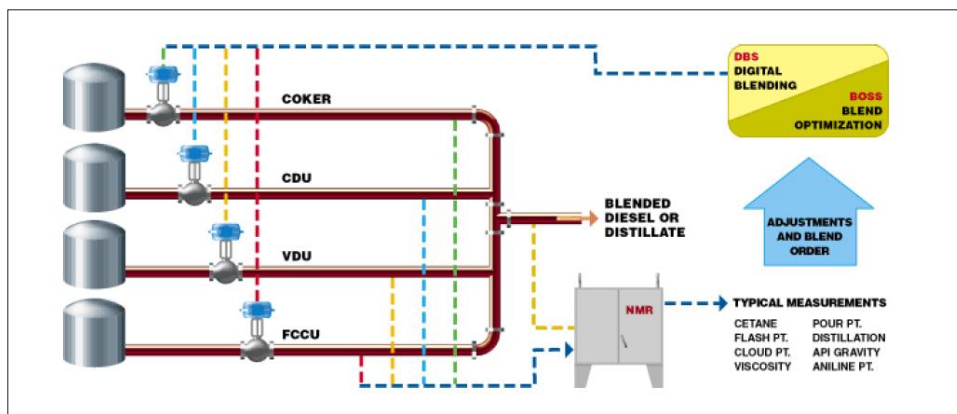 DBS
DIGITAL
BLENDING
BOSS
BLEND
OPTIMIZATION
COKER
CDU
VDU
FCCU
BLENDED
DIESEL OR
DISTILLATE
ADJUSTMENTS
AND BLEND
ORDER
NMR
TYPICAL MEASUREMENTS
CETANE POUR PT.
FLASH PT. DISTILLATION
CLOUD PT. API GRAVITY
VISCOSITY ANILINE PT.